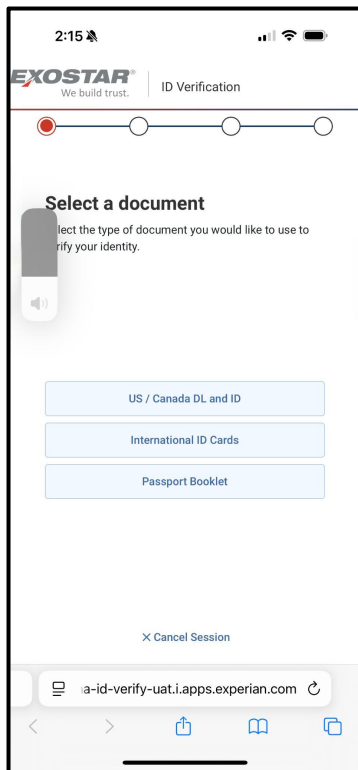 2:15
EXOSTAR®
We build trust.
ID Verification
Select a document
lect the type of document you would like to use to
rify your identity.
US / Canada DL and ID
International ID Cards
Passport Booklet
× Cancel Session
a-id-verify-uat.i.apps.experian.com